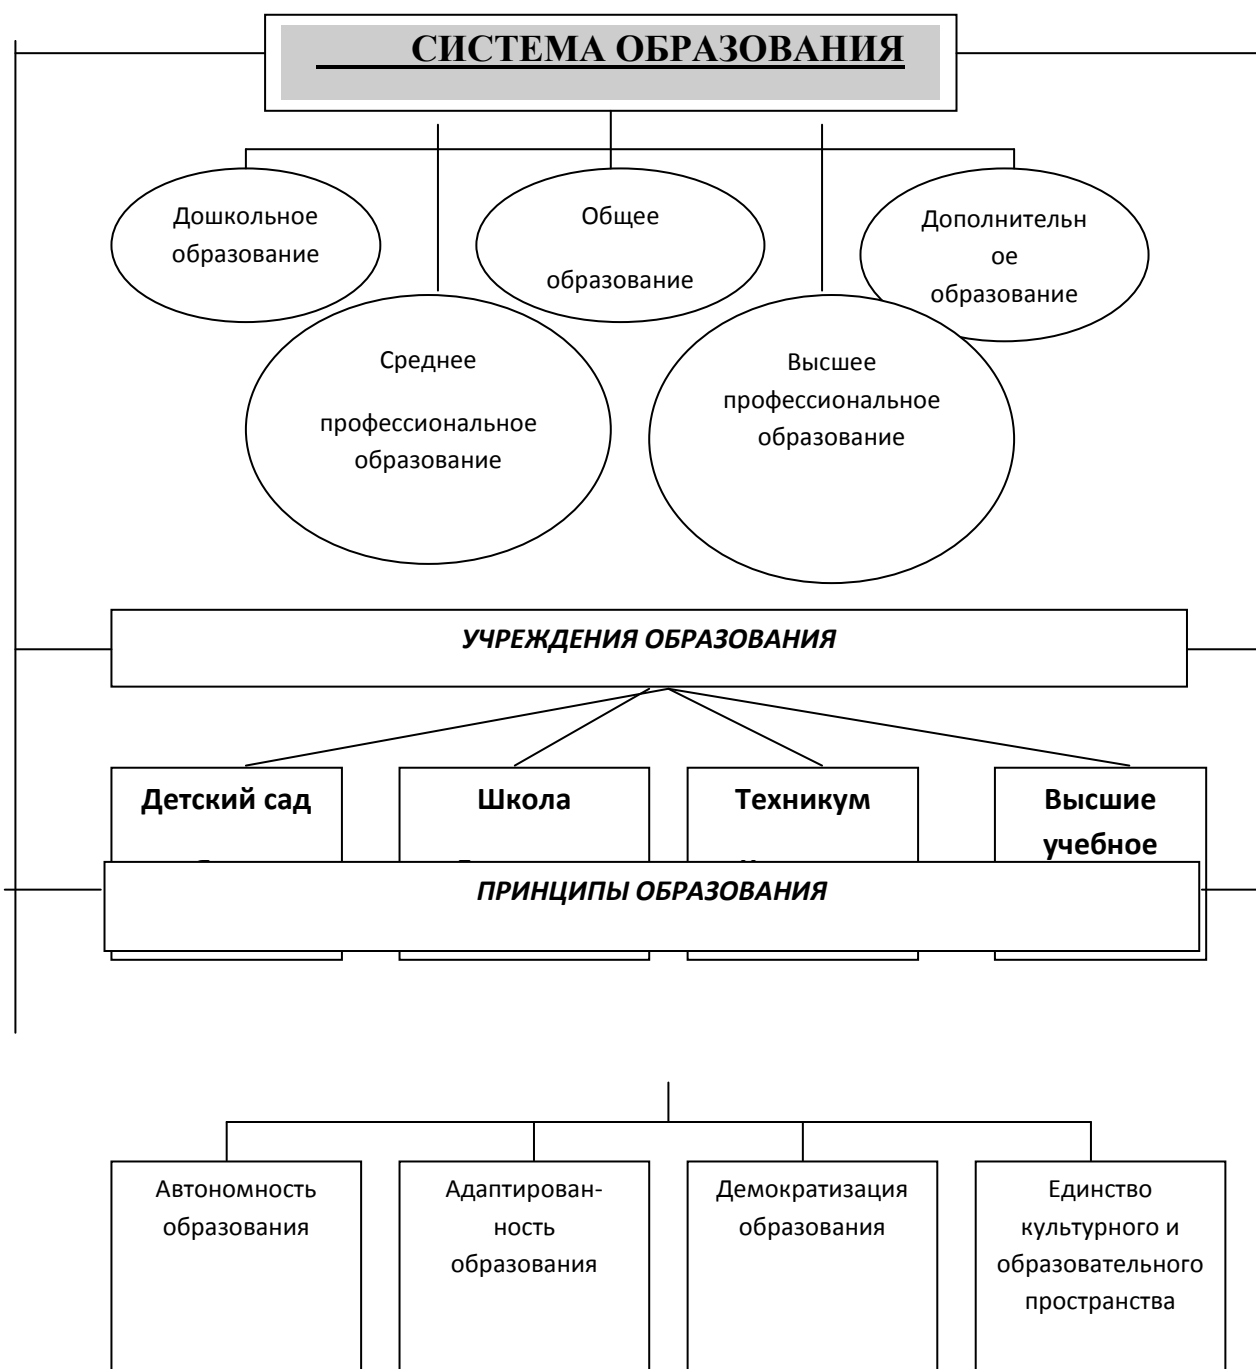 СИСТЕМА ОБРАЗОВАНИЯ
Дошкольное
образование
Общее
образование
Дополнительн
ое
образование
Среднее
профессиональное
образование
Высшее
профессиональное
образование
УЧРЕЖДЕНИЯ ОБРАЗОВАНИЯ
Детский сад
Школа
Техникум
Высшие
учебное
ПРИНЦИПЫ ОБРАЗОВАНИЯ
Автономность
образования
Адаптирован-
ность
образования
Демократизация
образования
Единство
культурного и
образовательного
пространства